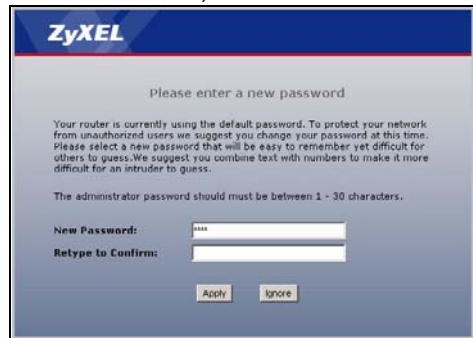 ZyXEL
Please enter a new password
Your router is currently using the default password. To protect your network
from unauthorized users we suggest you change your password at this time.
Please select a new password that will be easy to remember yet difficult for
others to guess.We suggest you combine text with numbers to make it more
difficult for an intruder to guess.
The administrator password should must be between 1 - 30 characters.
New Password: ****
Retype to Confirm:
Apply Ignore